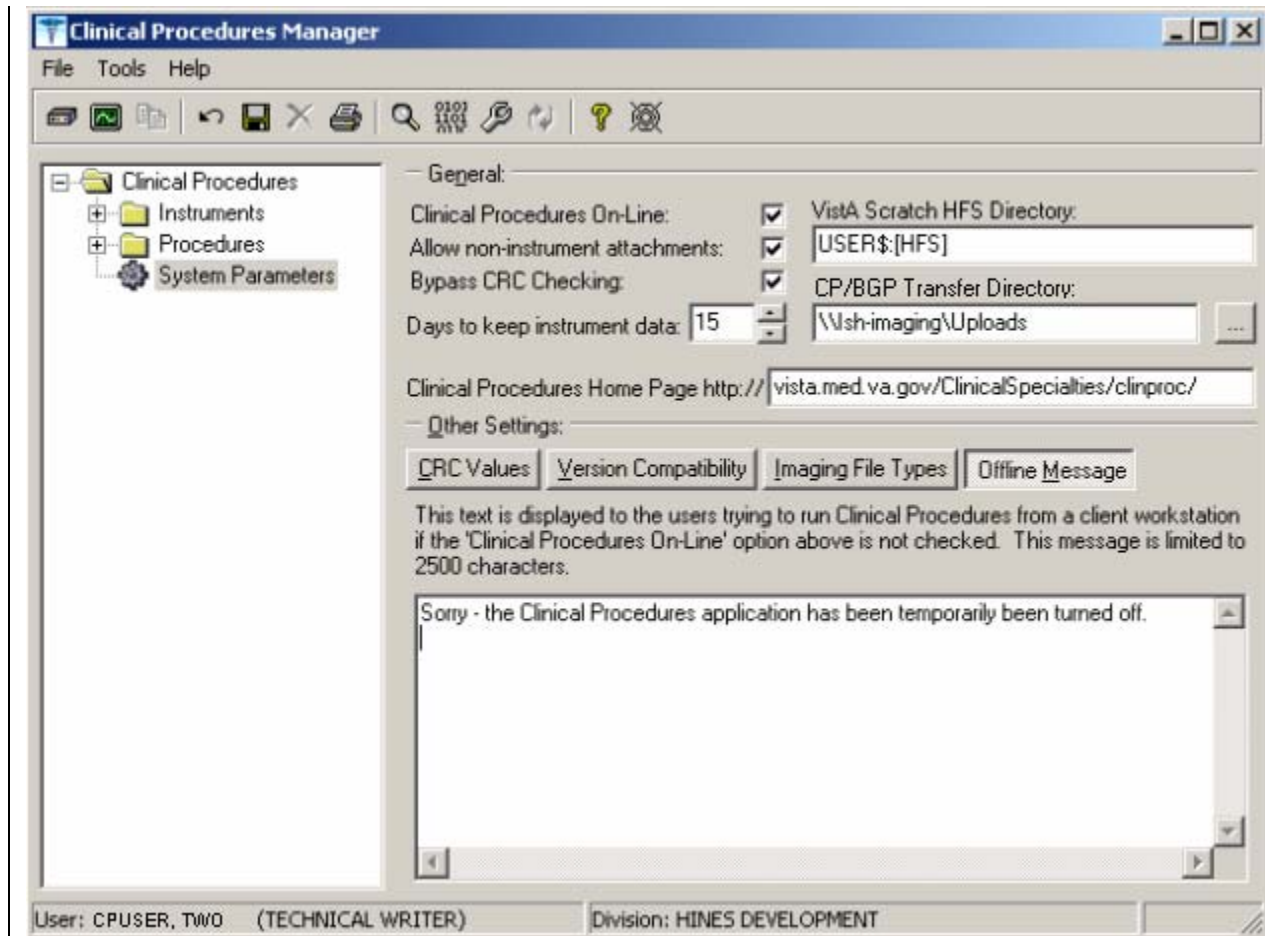 Clinical Procedures Manager
File Tools Help
Clinical Procedures
Instruments
Procedures
System Parameters
General:
Clinical Procedures On-Line:
Allow non-instrument attachments:
Bypass CRC Checking:
Days to keep instrument data: 15
VistA Scratch HFS Directory:
USER$:[HFS]
CP/BGP Transfer Directory:
\\Ish-imaging\Uploads
...
Clinical Procedures Home Page http:// vista.med.va.gov/ClinicalSpecialties/clinproc/
Other Settings:
CRC Values Version Compatibility Imaging File Types Offline Message
This text is displayed to the users trying to run Clinical Procedures from a client workstation
if the 'Clinical Procedures On-Line' option above is not checked. This message is limited to
2500 characters.
Sorry - the Clinical Procedures application has been temporarily been turned off.
User: CPUSER, TWO (TECHNICAL WRITER) Division: HINES DEVELOPMENT